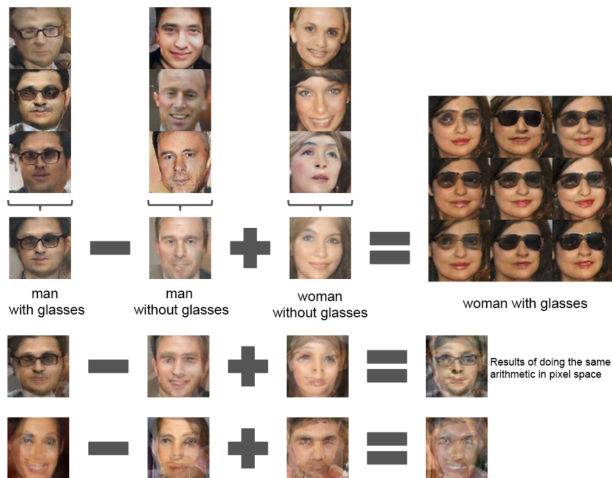 man
with glasses
man
without glasses
woman
without glasses
woman with glasses
Results of doing the same
arithmetic in pixel space